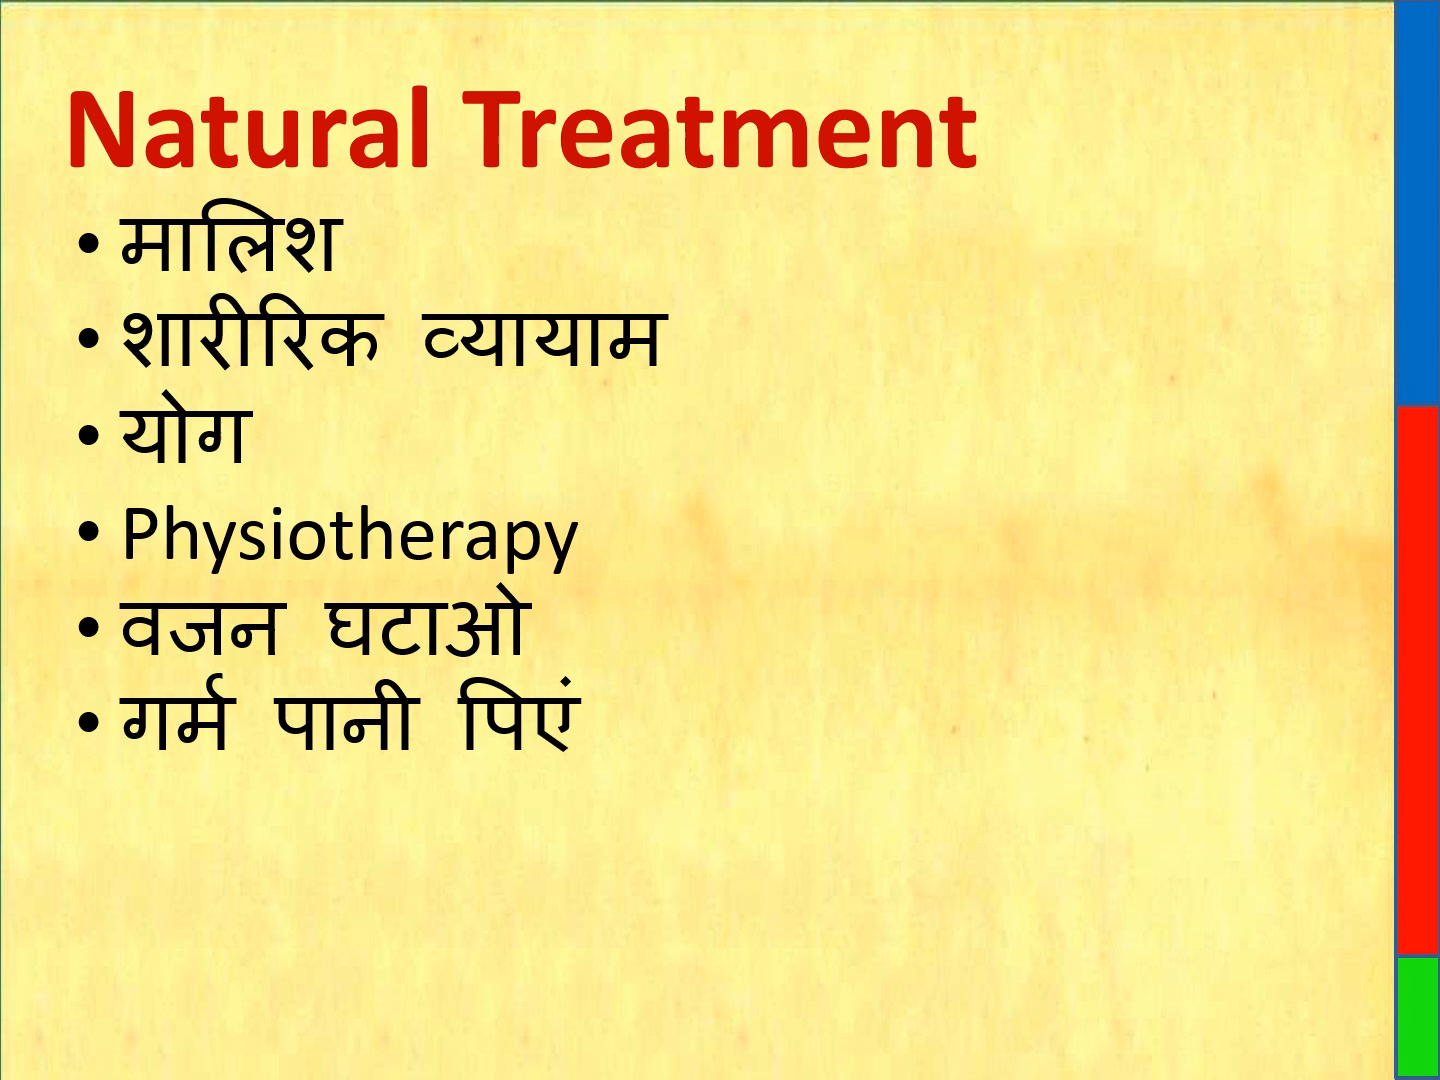 Natural Treatment
• मालिश
• शारीरिक व्यायाम
• योग
• Physiotherapy
• वजन घटाओ
• गर्म पानी पिएं